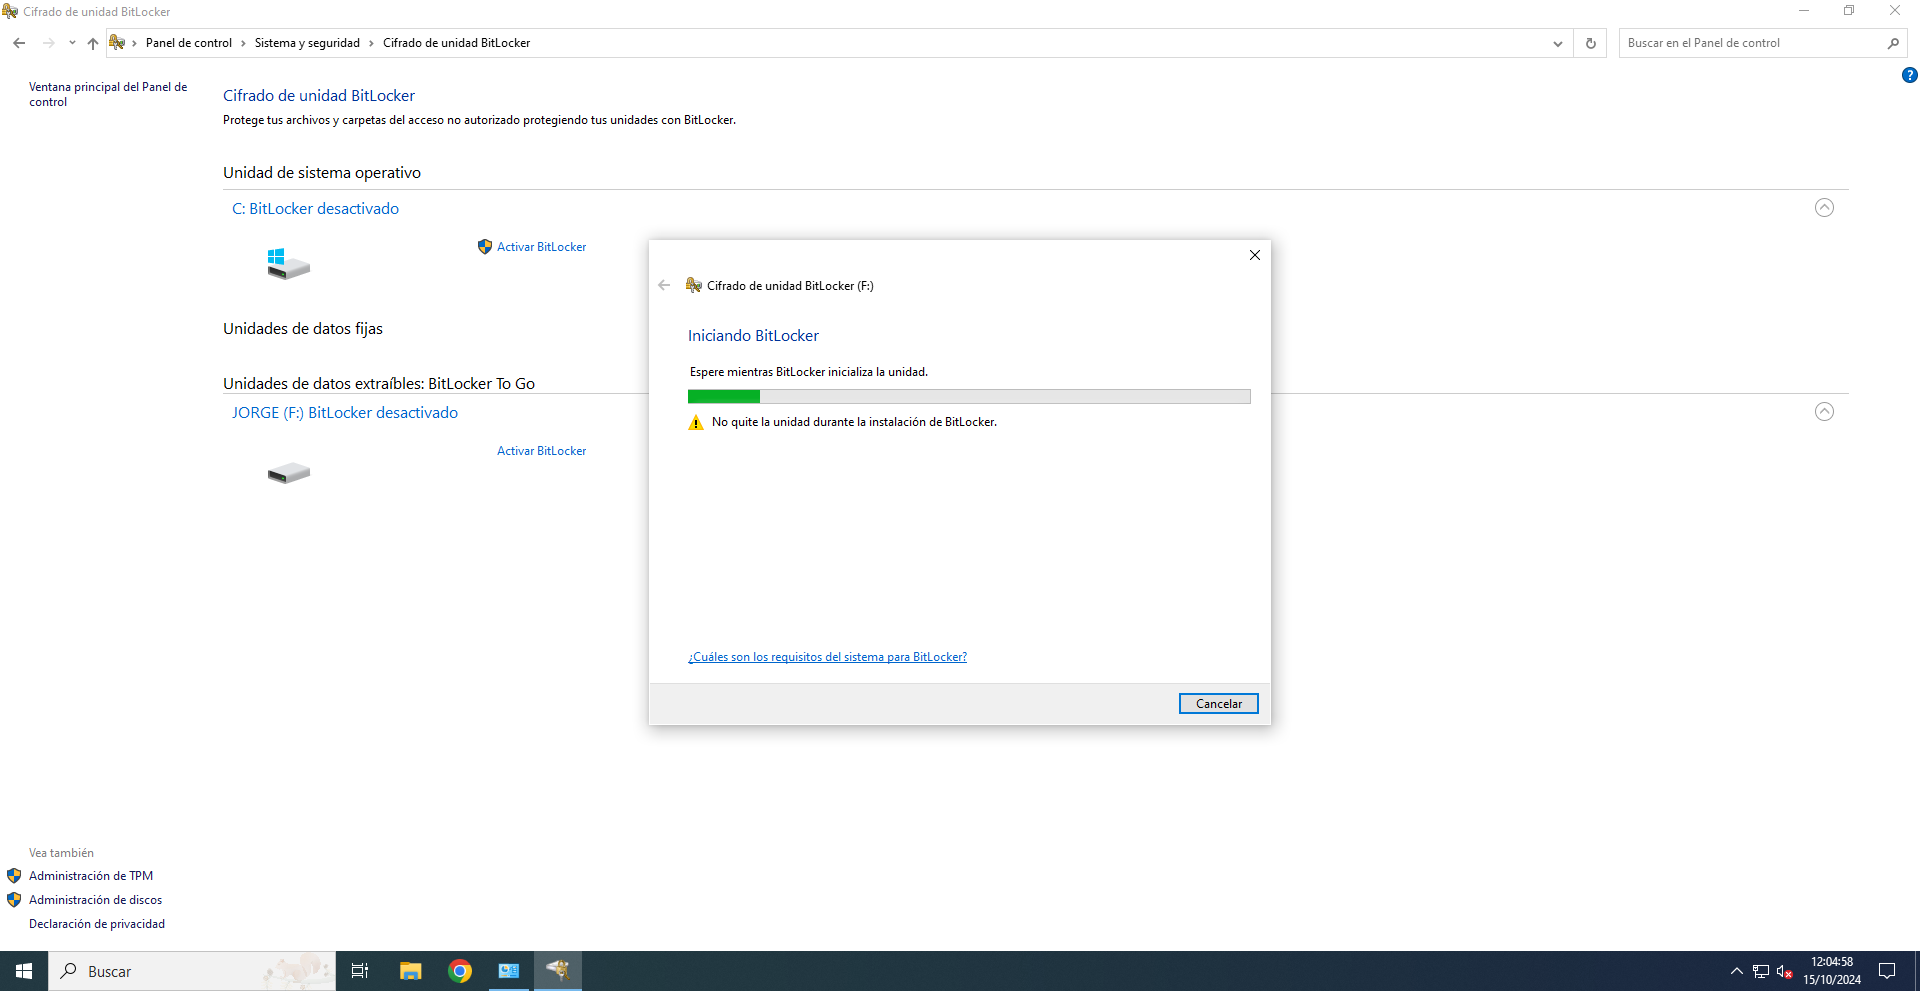 Cifrado de unidad BitLocker
Panel de control
Sistema y seguridad
Cifrado de unidad BitLocker
Buscar en el Panel de control
?
Ventana principal del Panel de
control
Cifrado de unidad BitLocker
Protege tus archivos y carpetas del acceso no autorizado protegiendo tus unidades con BitLocker.
Unidad de sistema operativo
C: BitLocker desactivado
Activar BitLocker
Unidades de datos fijas
Unidades de datos extraíbles: BitLocker To Go
JORGE (F:) BitLocker desactivado
Activar BitLocker
Cifrado de unidad BitLocker (F:)
Iniciando BitLocker
Espere mientras BitLocker inicializa la unidad.
No quite la unidad durante la instalación de BitLocker.
¿Cuáles son los requisitos del sistema para BitLocker?
Cancelar
Vea también
Administración de TPM
Administración de discos
Declaración de privacidad
Buscar
12:04:58
15/10/2024